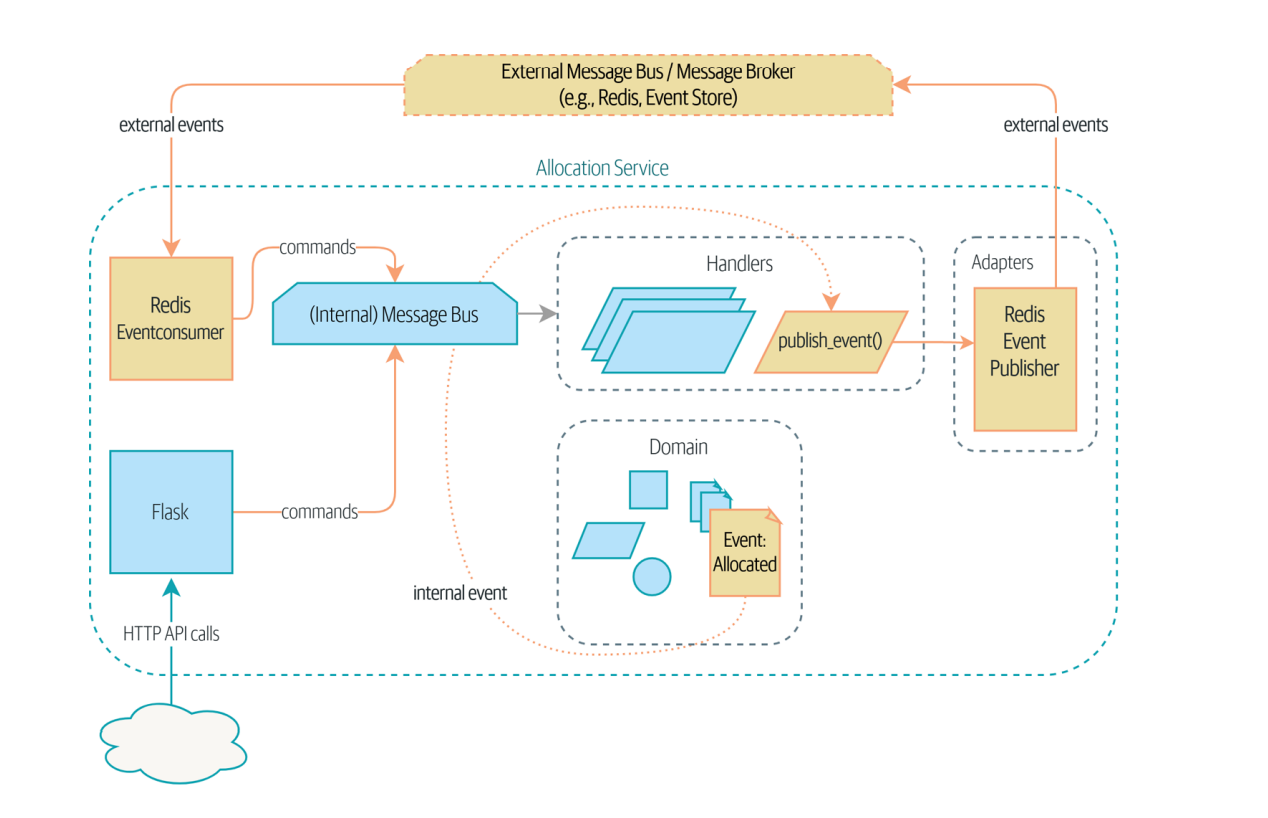 External Message Bus / Message Broker
(e.g., Redis, Event Store)
external events
external events
Allocation Service
commands
Handlers
Adapters
Redis
Eventconsumer
(Internal) Message Bus
publish_event()
Redis
Event
Publisher
Domain
Flask
commands
Event:
Allocated
internal event
HTTP API calls